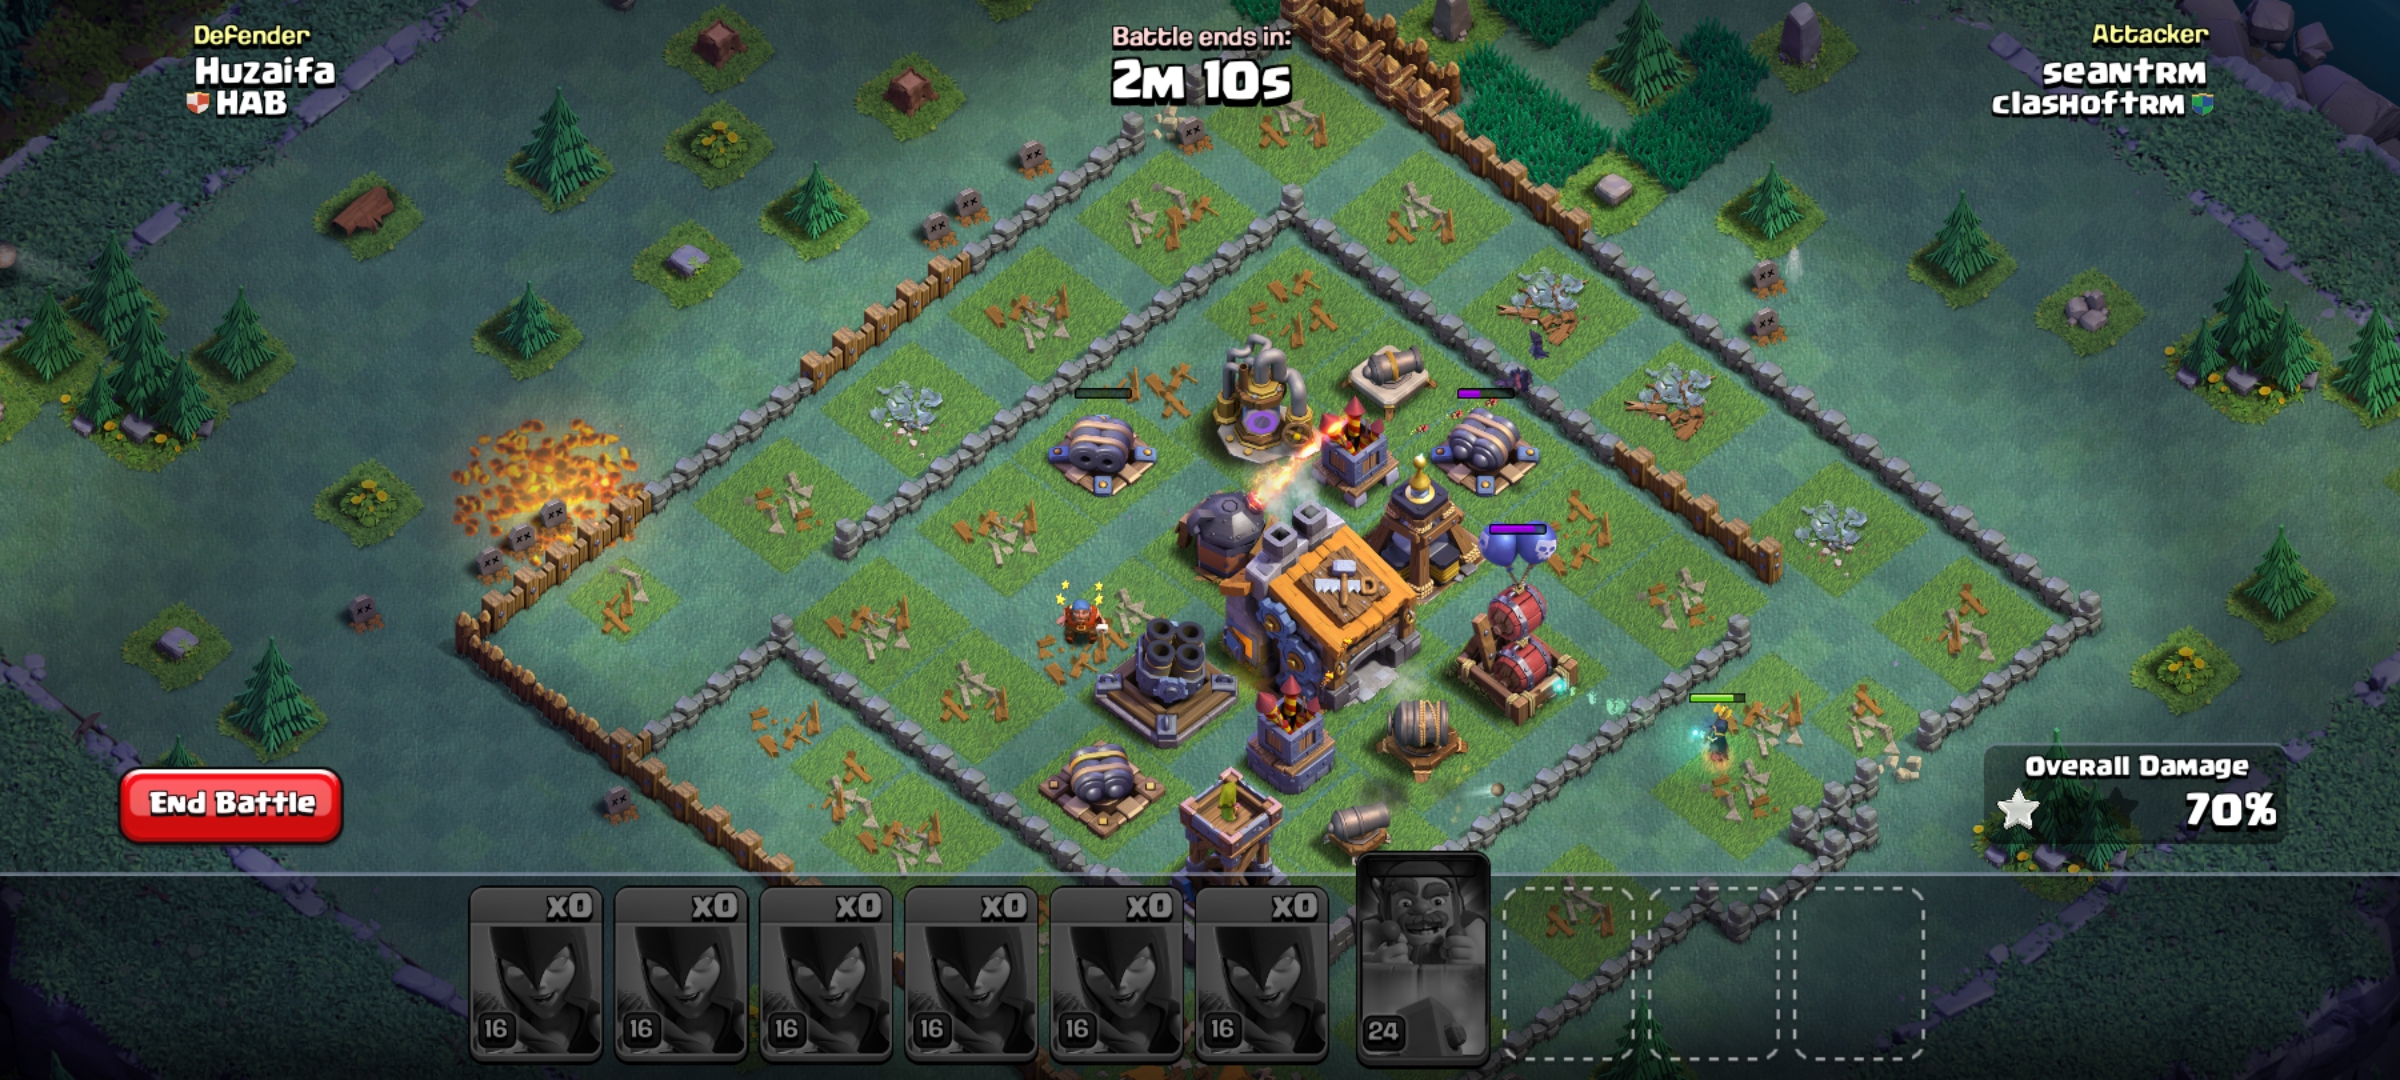 Defender
Huzaifa
HAB
Battle ends in:
2M 10s
Attacker
seantRM
clashoftRM
End Battle
Overall Damage
70%
x0 x0 x0 x0 x0 x0
16 16 16 16 16 16 24